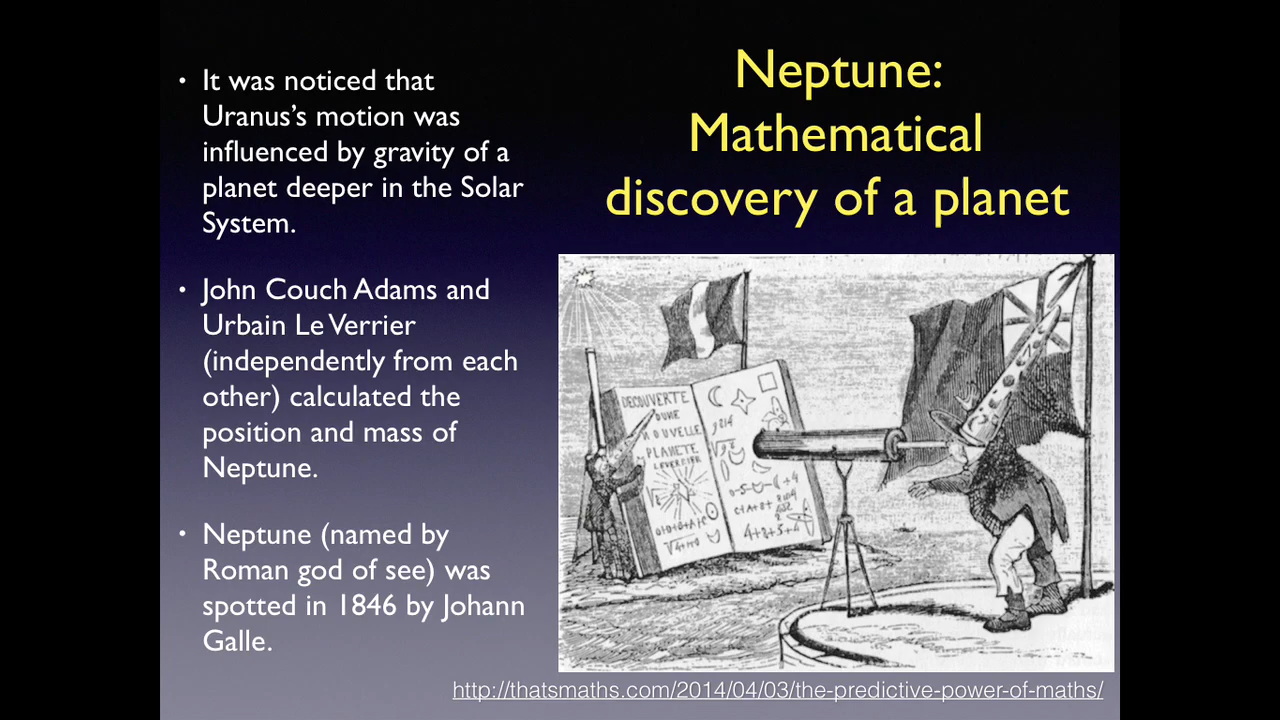 Neptune:
Mathematical
discovery of a planet
• It was noticed that
Uranus's motion was
influenced by gravity of a
planet deeper in the Solar
System.
• John Couch Adams and
Urbain Le Verrier
(independently from each
other) calculated the
position and mass of
Neptune.
• Neptune (named by
Roman god of see) was
spotted in 1846 by Johann
Galle.
DECOUVERTE
D'UNE
NOUVELLE
PLANETE
LEVERRIER
4+2+5+4
http://thatsmaths.com/2014/04/03/the-predictive-power-of-maths/